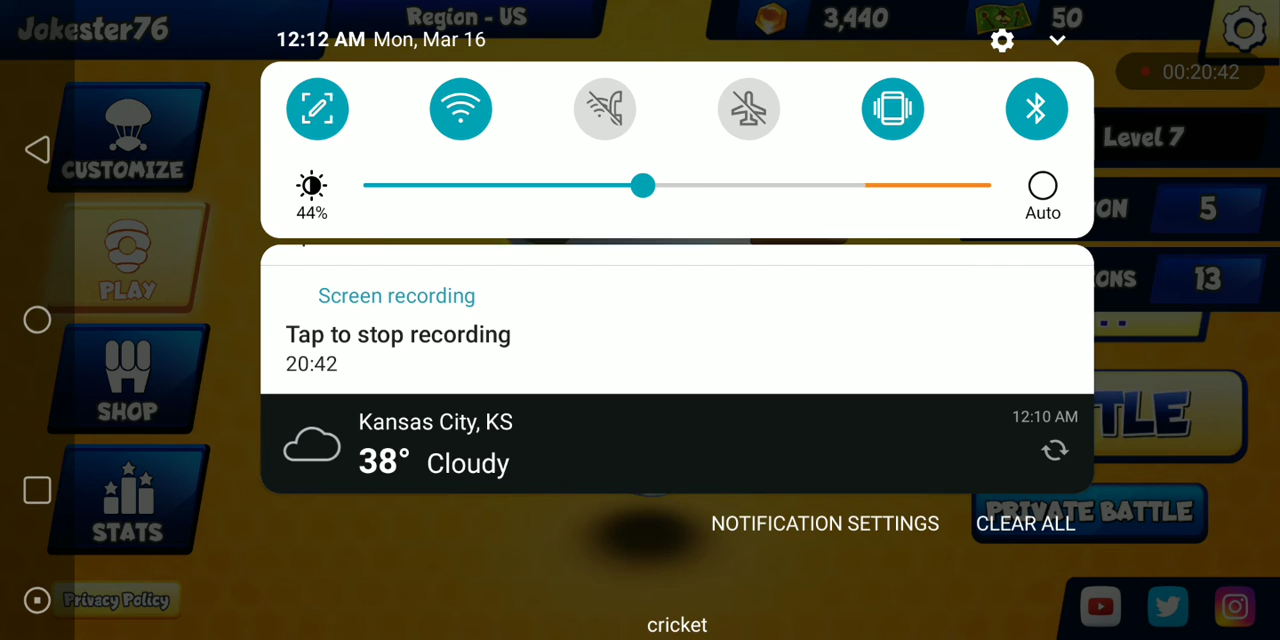 Jokester76
Region - US
3,440
50
12:12 AM Mon, Mar 16
00:20:42
CUSTOMIZE
Level 7
44%
Auto
ON
5
PLAY
Screen recording
ONS
13
Tap to stop recording
20:42
SHOP
Kansas City, KS
12:10 AM
38° Cloudy
TLE
STATS
NOTIFICATION SETTINGS
CLEAR ALL
PRIVATE BATTLE
Privacy Policy
cricket